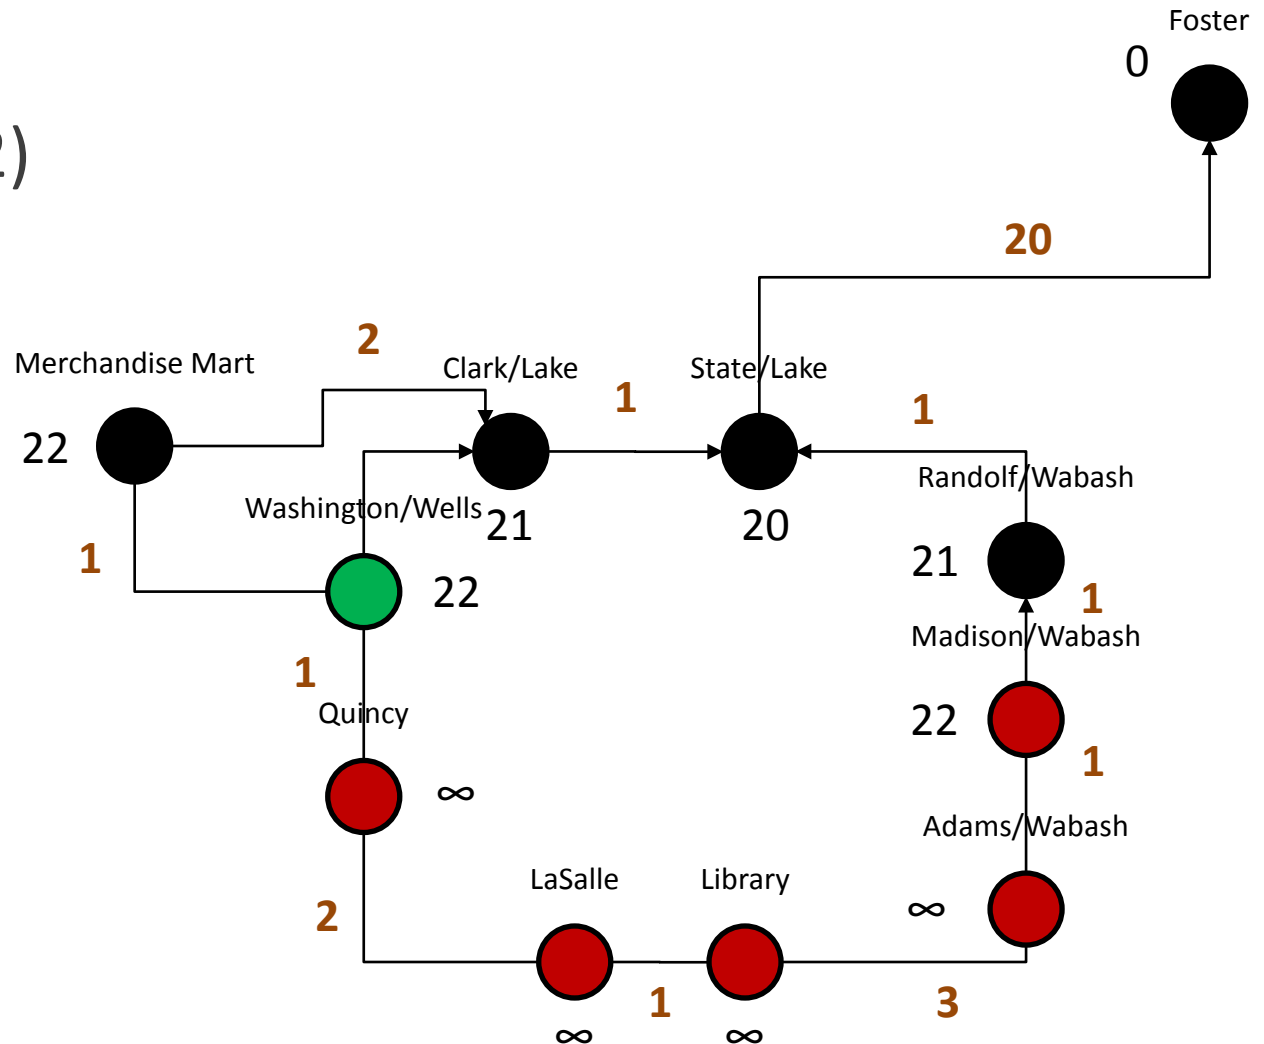 Foster
0
2)
20
2
Merchandise Mart
Clark/Lake
State/Lake
1
1
22
Randolf/Wabash
Washington/Wells
21
20
1
21
22
1
Madison/Wabash
1
Quincy
22
1
∞
Adams/Wabash
LaSalle
Library
2
∞
1
3
∞
∞